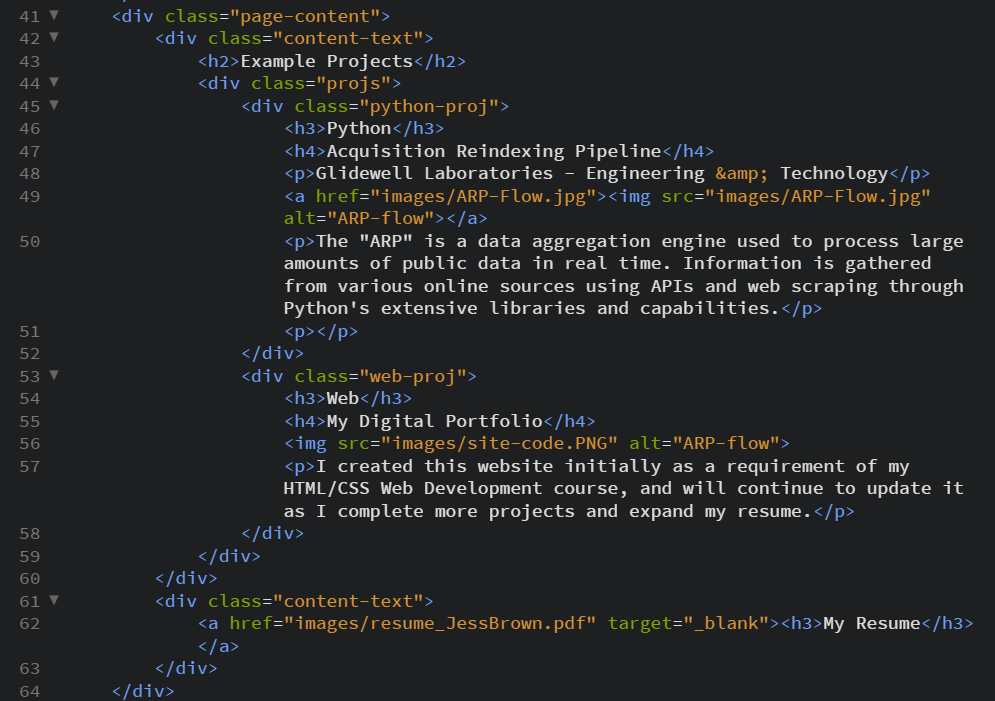 41 ▼ <div class="page-content">
42 ▼ <div class="content-text">
43 <h2>Example Projects</h2>
44 ▼ <div class="projs">
45 ▼ <div class="python-proj">
46 <h3>Python</h3>
47 <h4>Acquisition Reindexing Pipeline</h4>
48 <p>Glidewell Laboratories - Engineering &amp; Technology</p>
49 <a href="images/ARP-Flow.jpg"><img src="images/ARP-Flow.jpg"
alt="ARP-flow"></a>
50 <p>The "ARP" is a data aggregation engine used to process large
amounts of public data in real time. Information is gathered
from various online sources using APIs and web scraping through
Python's extensive libraries and capabilities.</p>
51 <p></p>
52 </div>
53 ▼ <div class="web-proj">
54 <h3>Web</h3>
55 <h4>My Digital Portfolio</h4>
56 <img src="images/site-code.PNG" alt="ARP-flow">
57 <p>I created this website initially as a requirement of my
HTML/CSS Web Development course, and will continue to update it
as I complete more projects and expand my resume.</p>
58 </div>
59 </div>
60 </div>
61 ▼ <div class="content-text">
62 <a href="images/resume_JessBrown.pdf" target="_blank"><h3>My Resume</h3>
</a>
63 </div>
64 </div>